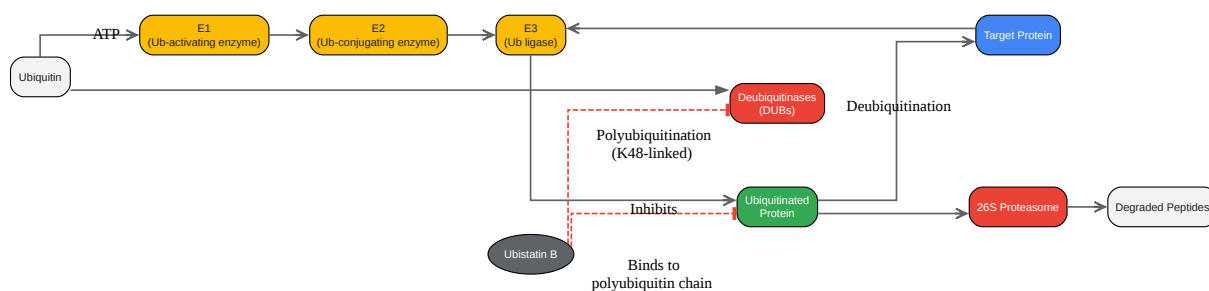 ATP
E1
(Ub-activating enzyme)
E2
(Ub-conjugating enzyme)
E3
(Ub ligase)
Target Protein
Ubiquitin
Deubiquitinases
(DUBs)
Deubiquitination
Polyubiquitination
(K48-linked)
Ubiquitinated
Protein
26S Proteasome
Degraded Peptides
Inhibits
Ubistatin B
Binds to
polyubiquitin chain